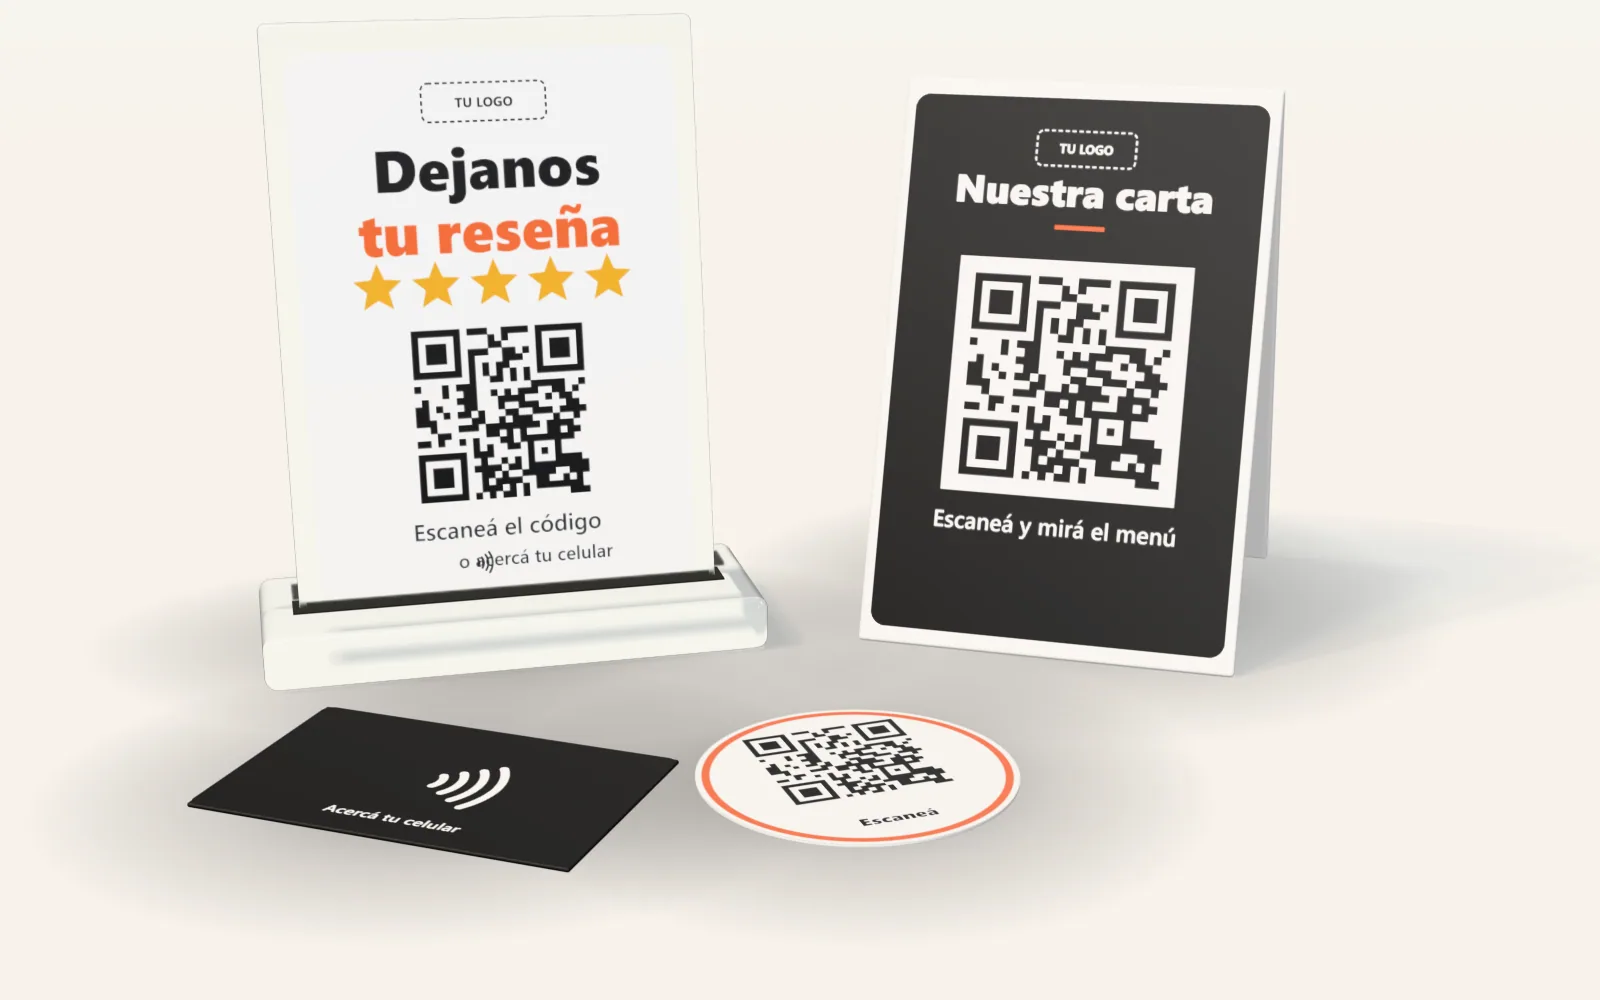 TU LOGO
Dejanos
tu reseña
Escaneá el código
o acercá tu celular
TU LOGO
Nuestra carta
Escaneá y mirá el menú
Acercá tu celular
Escaneá